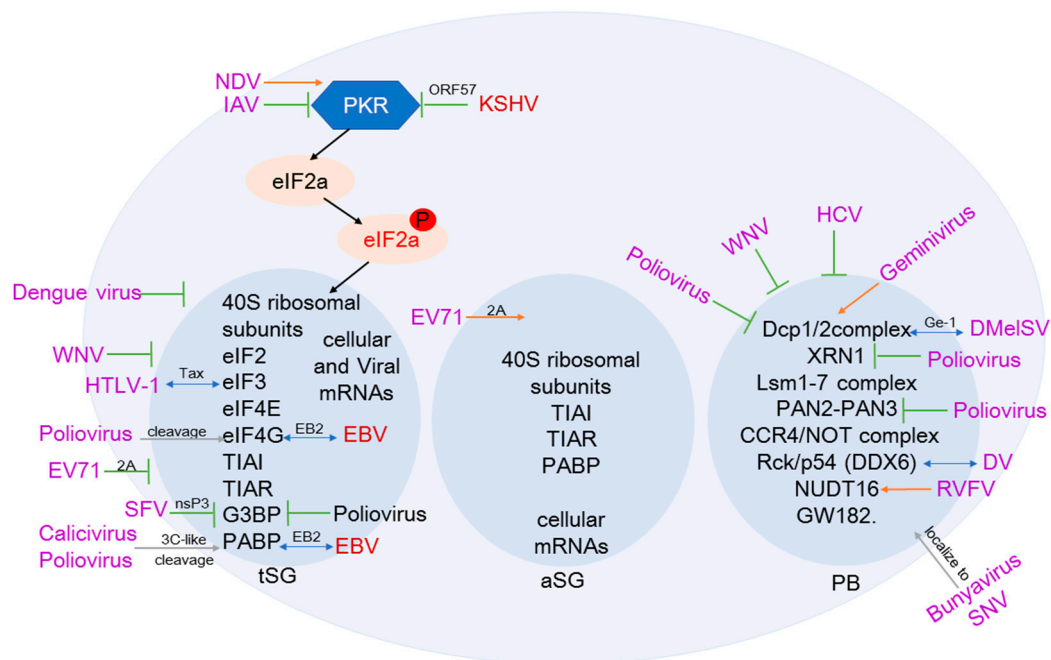 NDV
IAV
PKR
ORF57
KSHV
eIF2a
P
eIF2a
Dengue virus
WNV
HTLV-1
Tax
Poliovirus
cleavage
EV71
2A
SFV
nsP3
Calicivirus
Poliovirus
3C-like
cleavage
40S ribosomal
subunits
eIF2
eIF3
eIF4E
eIF4G
TIAI
TIAR
G3BP
PABP
cellular
and Viral
mRNAs
EB2
EBV
Poliovirus
EB2
EBV
tSG
EV71
2A
40S ribosomal
subunits
TIAI
TIAR
PABP
cellular
mRNAs
aSG
Poliovirus
WNV
HCV
Geminivirus
Dcp1/2complex
Ge-1
DMelSV
XRN1
Poliovirus
Lsm1-7 complex
PAN2-PAN3
Poliovirus
CCR4/NOT complex
Rck/p54 (DDX6)
DV
NUDT16
RVFV
GW182.
localize to
Bunyavirus
SNV
PB